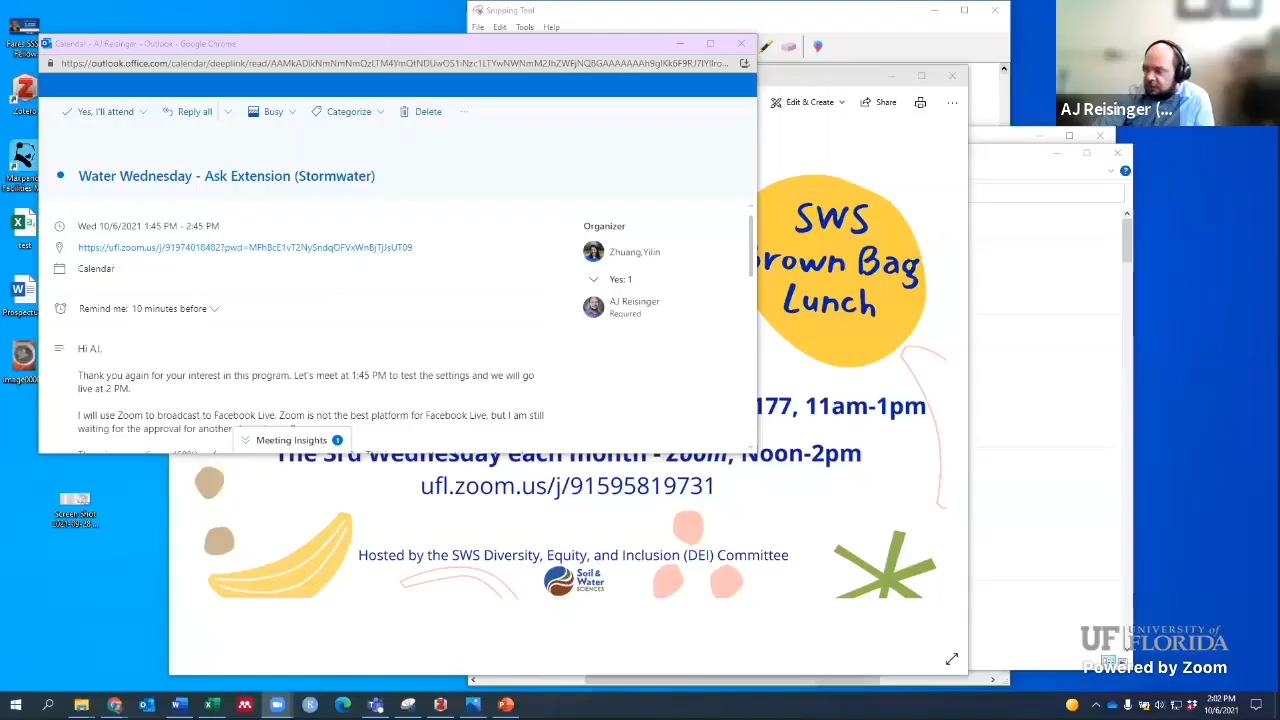 Snipping Tool
File Edit Tools Help
Calendar - AJ Reisinger - Outlook - Google Chrome
Yes, I'll attend
Reply all
Busy
Categorize
Delete
Edit & Create
Share
AJ Reisinger (...
Water Wednesday - Ask Extension (Stormwater)
Wed 10/6/2021 1:45 PM - 2:45 PM
https://ufl.zoom.us/j/91974018482?pwd=MFhBcE1vT2NySndqOFVxWnBjTjJsUT09
Calendar
Remind me: 10 minutes before
Organizer
Zhuang,Yilin
Yes: 1
AJ Reisinger
Required
Hi AJ,
Thank you again for your interest in this program. Let's meet at 1:45 PM to test the settings and we will go
live at 2 PM.
I will use Zoom to broadcast to Facebook Live. Zoom is not the best platform for Facebook Live, but I am still
waiting for the approval for another
Meeting Insights 1
SWS
Brown Bag
Lunch
177, 11am-1pm
The 3rd Wednesday each month - Zoom, Noon-2pm
ufl.zoom.us/j/91595819731
Hosted by the SWS Diversity, Equity, and Inclusion (DEI) Committee
Soil &
Water
SCIENCES
Zotero
test
Prospectu
Screen Shot
2021-09-28 ...
UF UNIVERSITY of
FLORIDA
Powered by Zoom
2:02 PM
10/6/2021